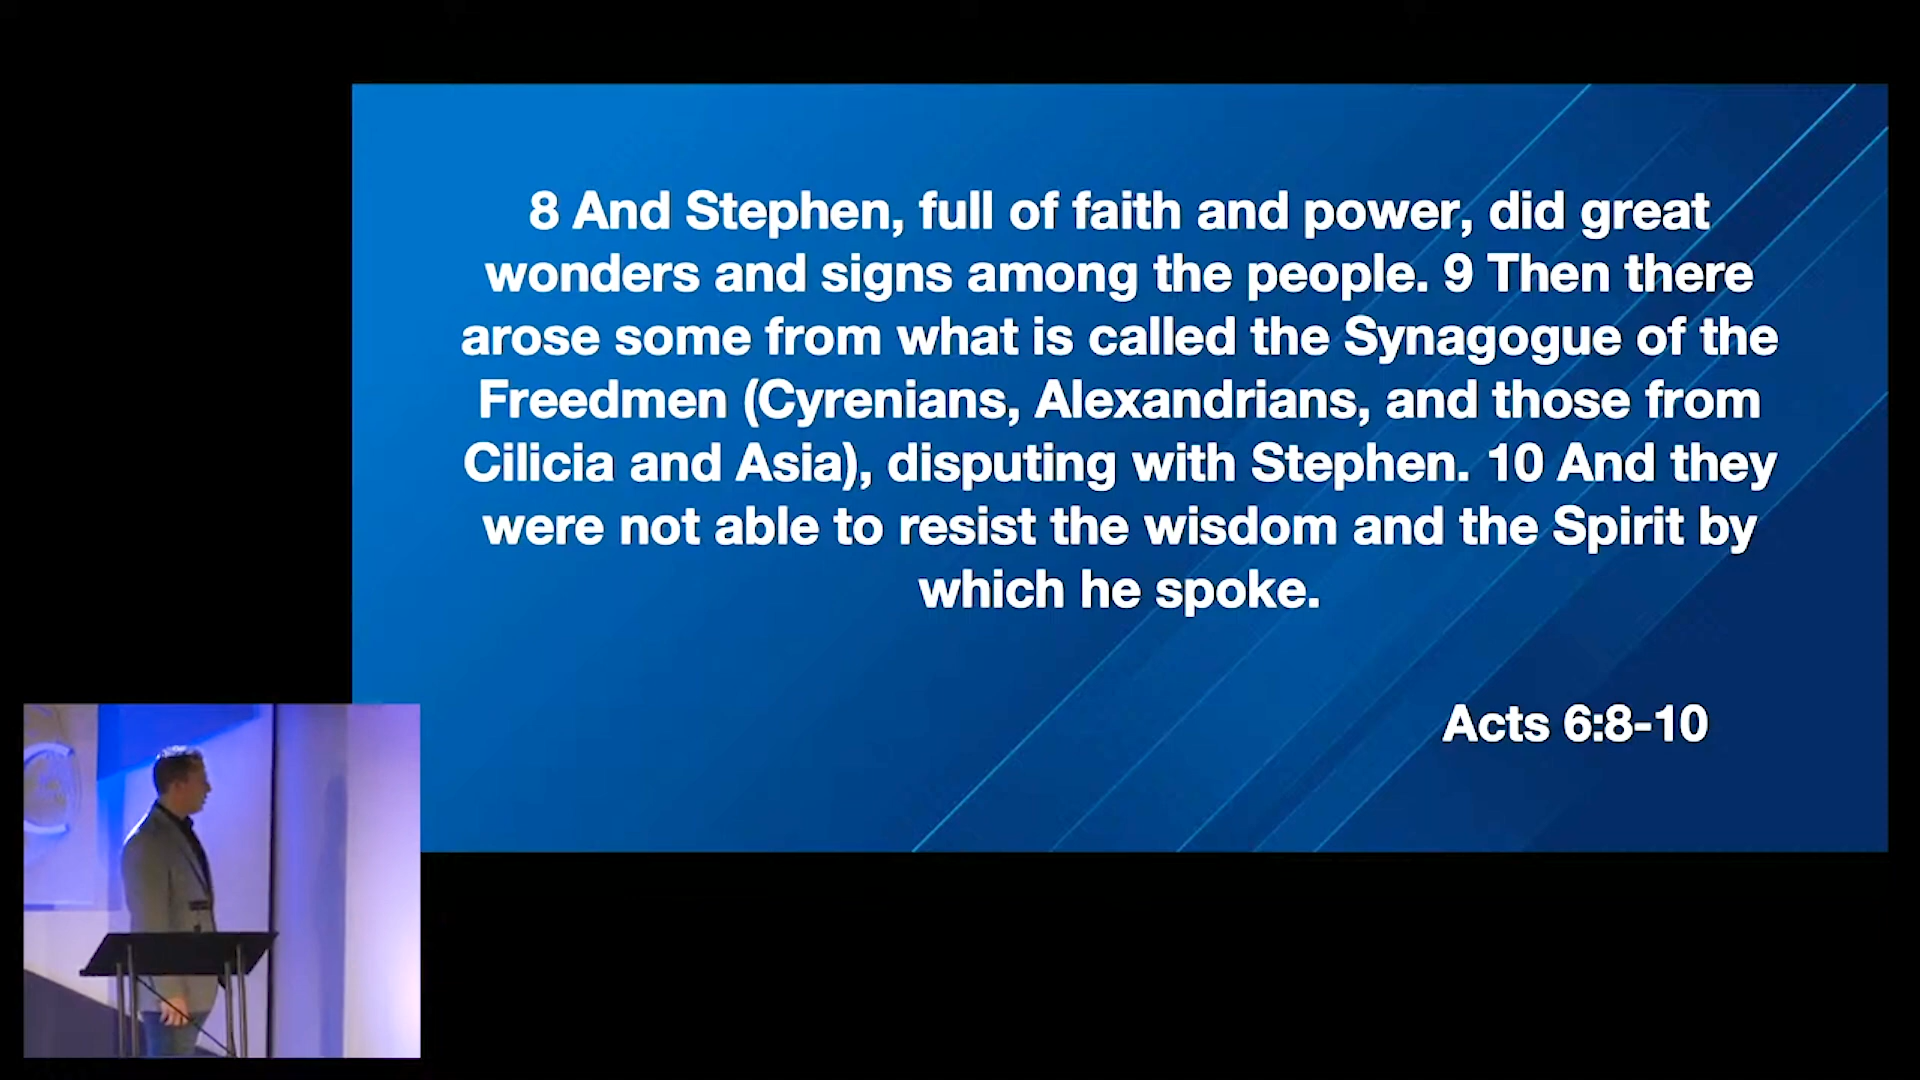 8 And Stephen, full of faith and power, did great
wonders and signs among the people. 9 Then there
arose some from what is called the Synagogue of the
Freedmen (Cyrenians, Alexandrians, and those from
Cilicia and Asia), disputing with Stephen. 10 And they
were not able to resist the wisdom and the Spirit by
which he spoke.
Acts 6:8-10